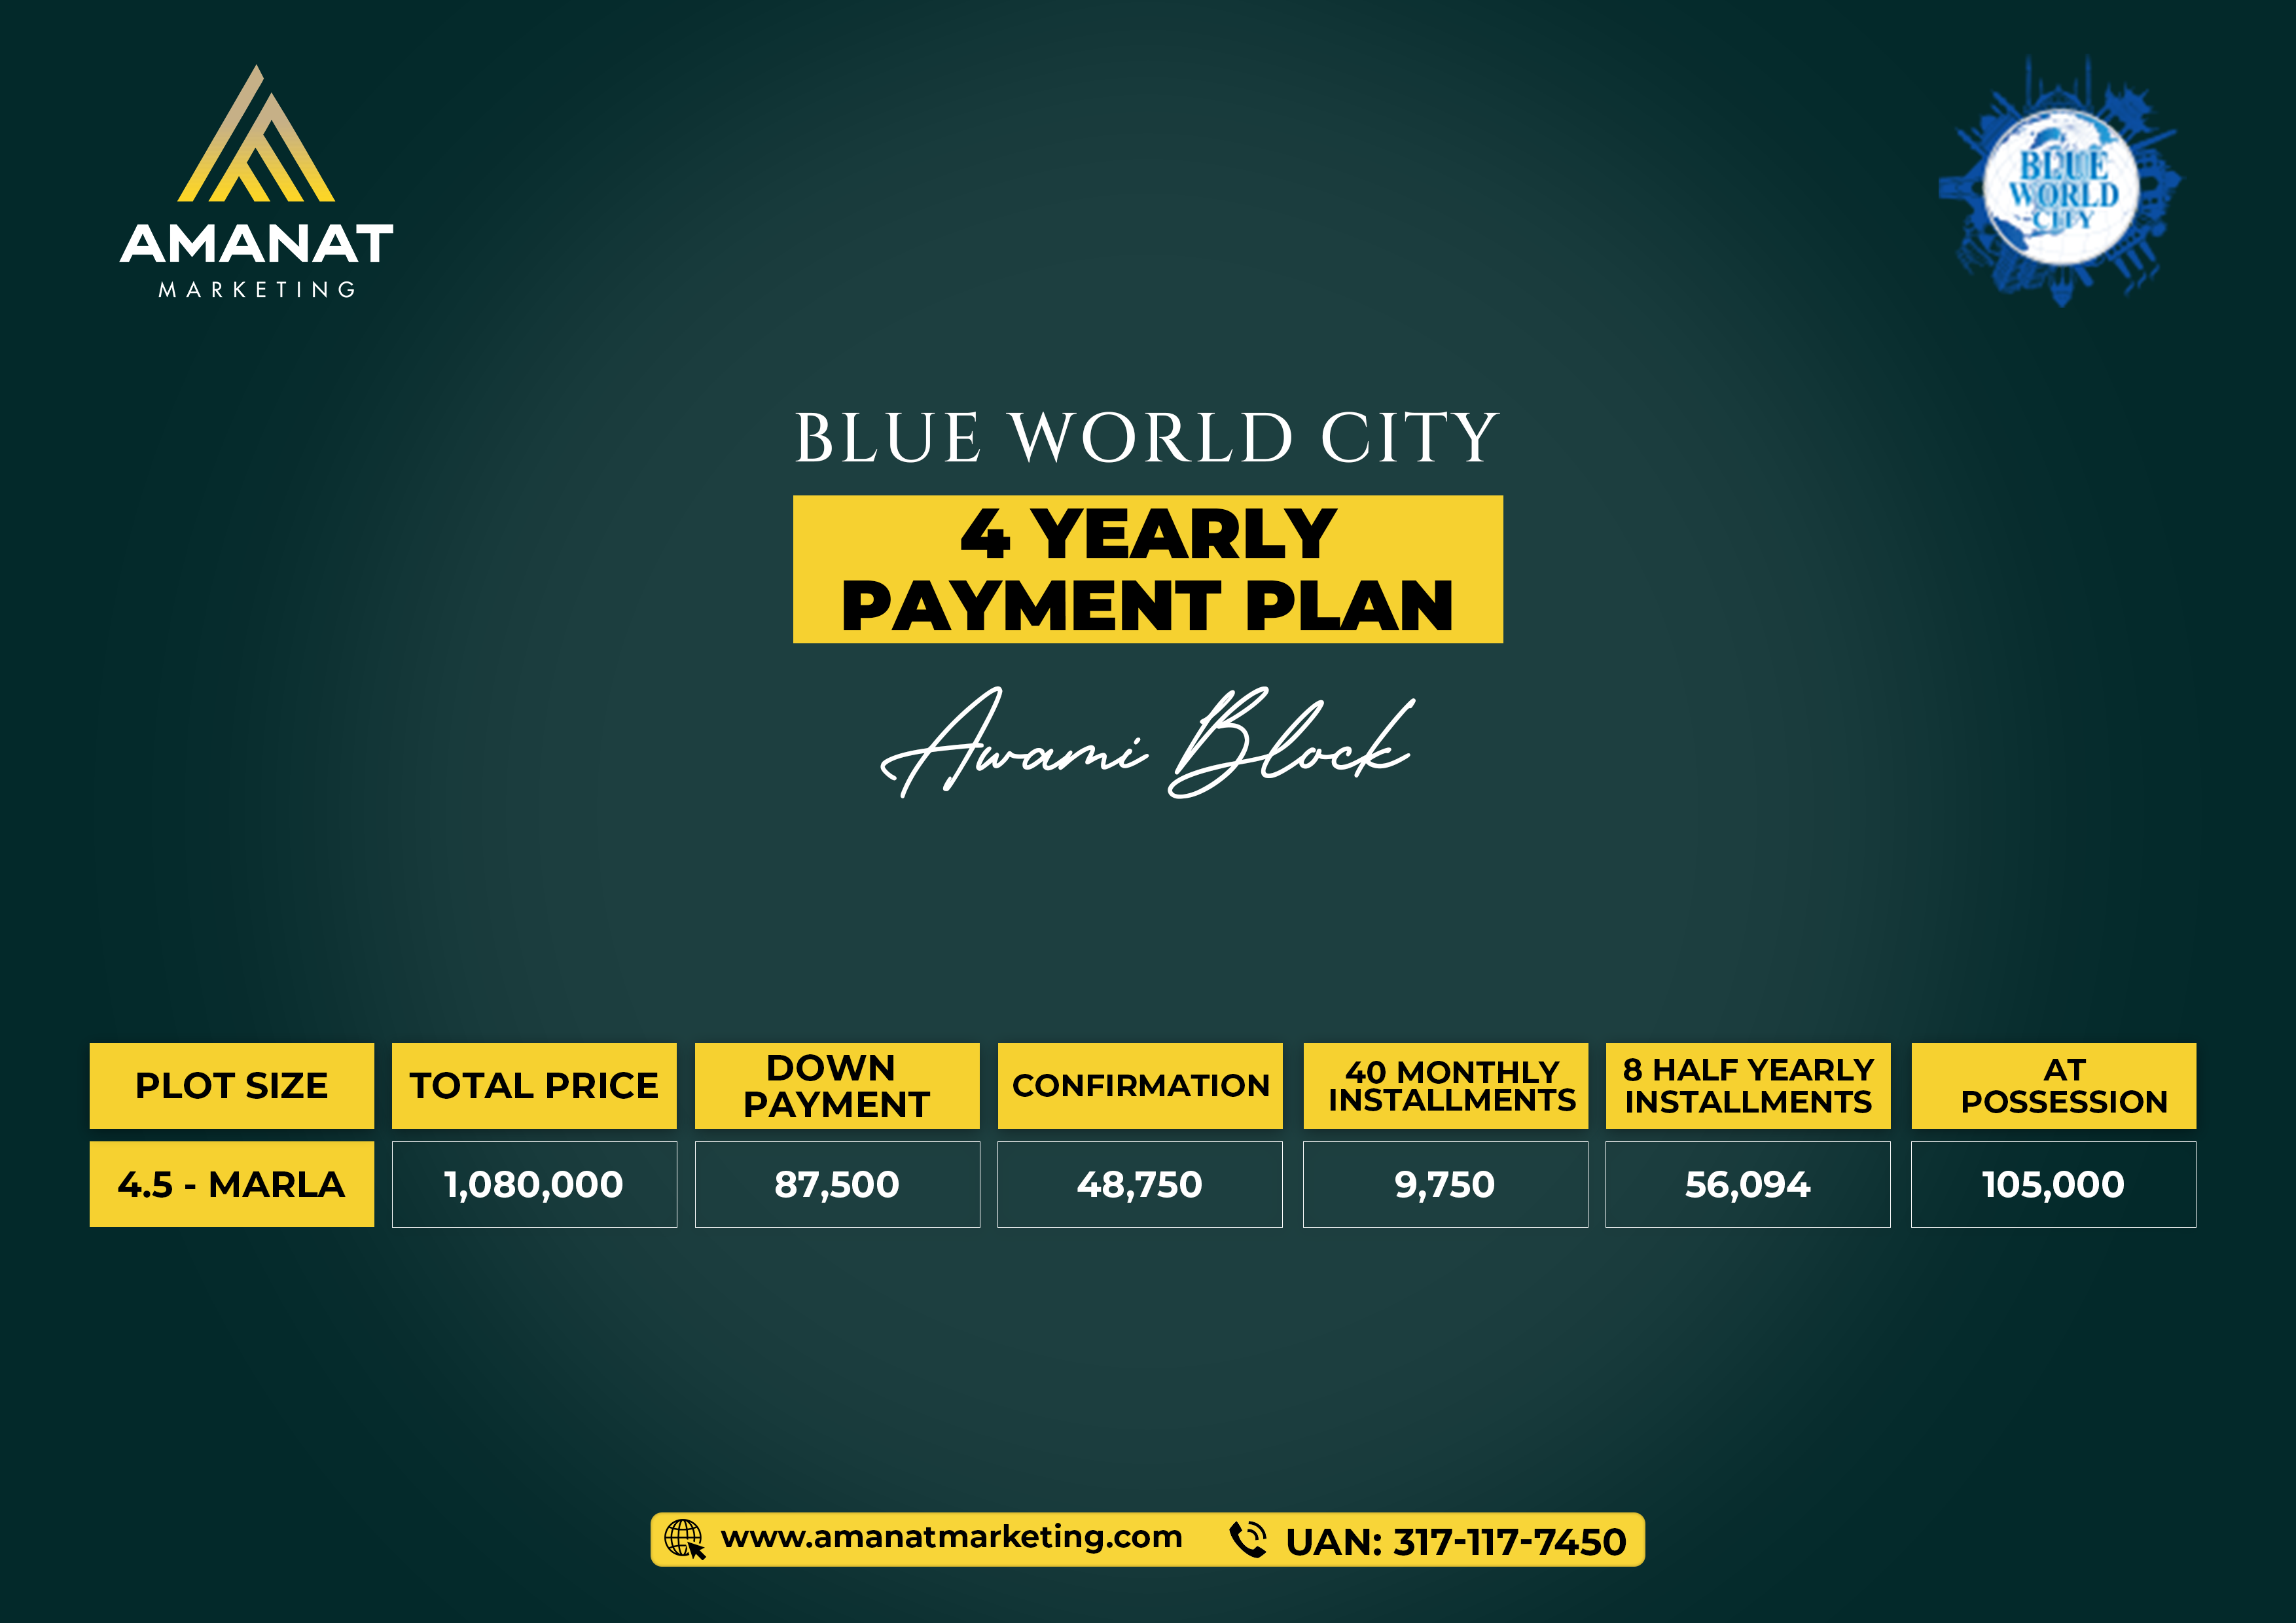 AMANAT
MARKETING
BLUE
WORLD
CITY
BLUE WORLD CITY
4 YEARLY
PAYMENT PLAN
Awami Block
PLOT SIZE
TOTAL PRICE
DOWN
PAYMENT
CONFIRMATION
40 MONTHLY
INSTALLMENTS
8 HALF YEARLY
INSTALLMENTS
AT
POSSESSION
4.5 - MARLA
1,080,000
87,500
48,750
9,750
56,094
105,000
www.amanatmarketing.com
UAN: 317-117-7450